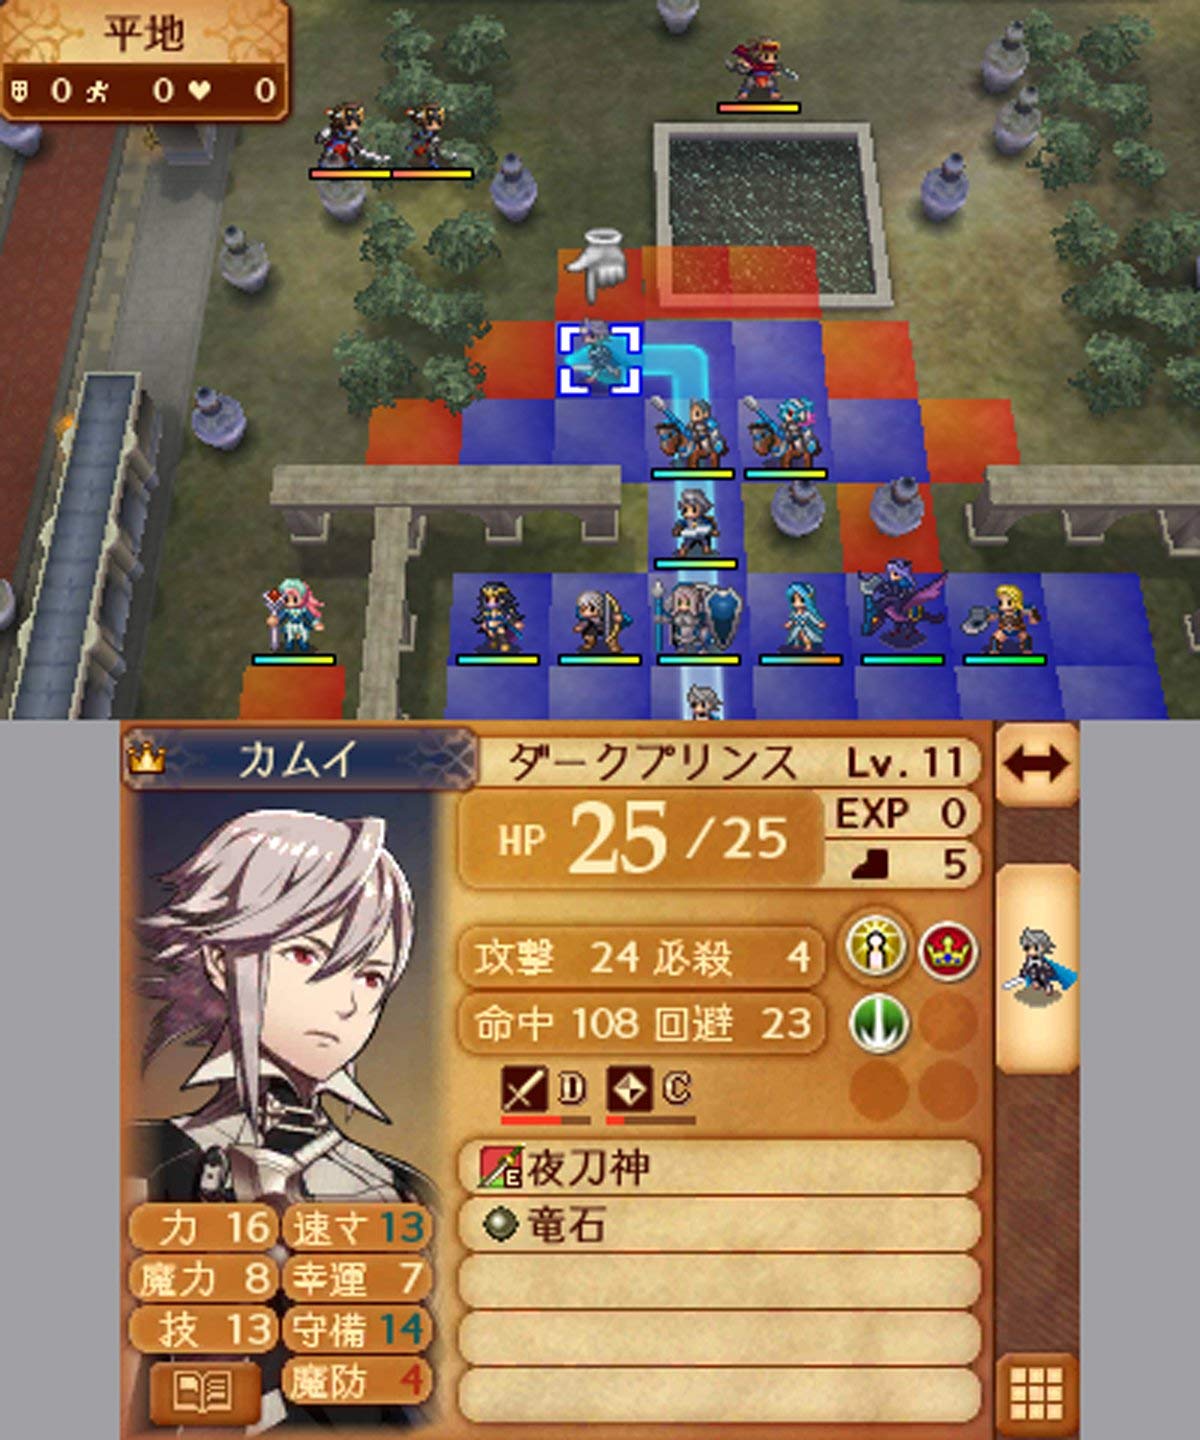 平地
0 0 0
カムイ
ダークプリンス Lv.11
HP 25/25
EXP 0
5
攻撃 24 必殺 4
命中 108 回避 23
D C
E 夜刀神
竜石
力 16 速さ 13
魔力 8 幸運 7
技 13 守備 14
魔防 4